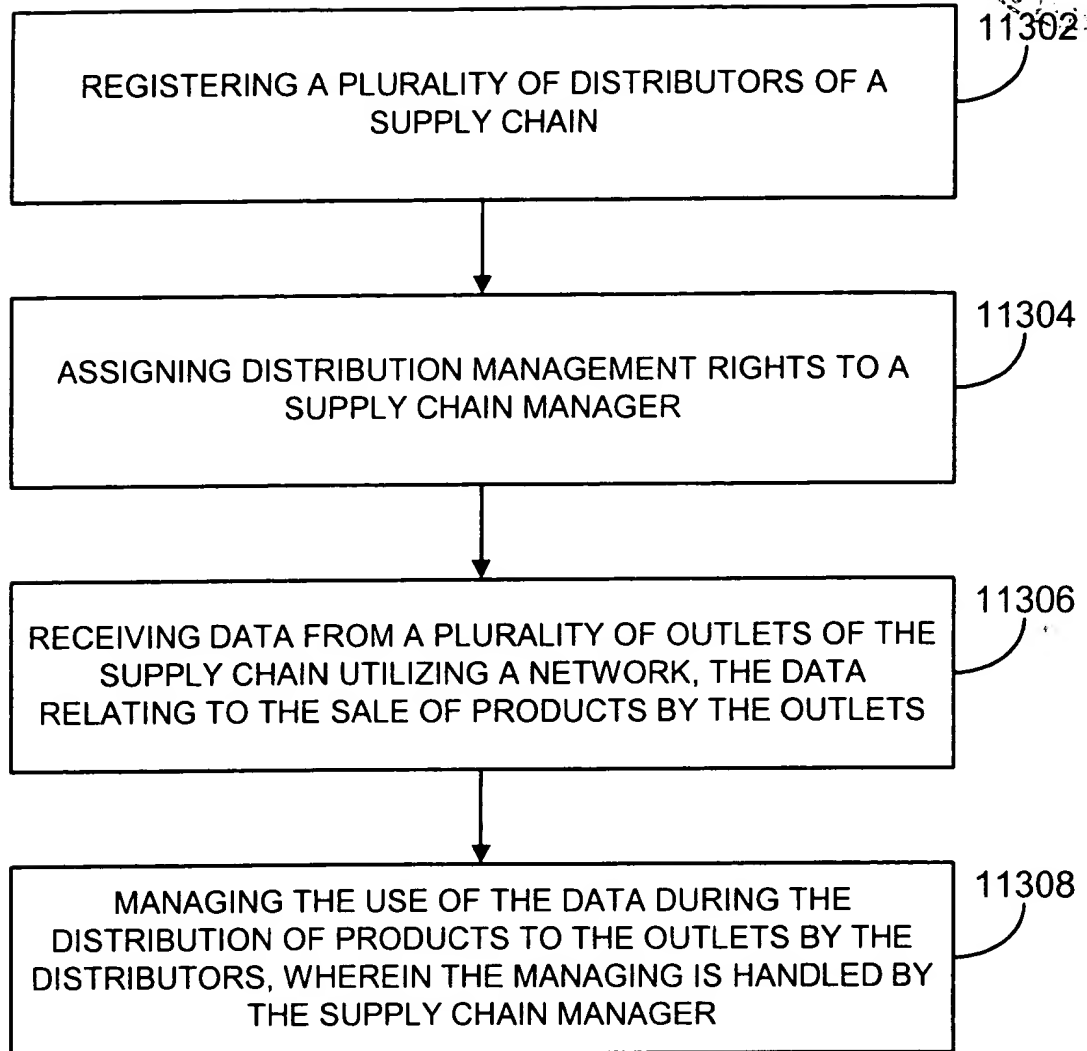 11302
REGISTERING A PLURALITY OF DISTRIBUTORS OF A
SUPPLY CHAIN
11304
ASSIGNING DISTRIBUTION MANAGEMENT RIGHTS TO A
SUPPLY CHAIN MANAGER
11306
RECEIVING DATA FROM A PLURALITY OF OUTLETS OF THE
SUPPLY CHAIN UTILIZING A NETWORK, THE DATA
RELATING TO THE SALE OF PRODUCTS BY THE OUTLETS
11308
MANAGING THE USE OF THE DATA DURING THE
DISTRIBUTION OF PRODUCTS TO THE OUTLETS BY THE
DISTRIBUTORS, WHEREIN THE MANAGING IS HANDLED BY
THE SUPPLY CHAIN MANAGER